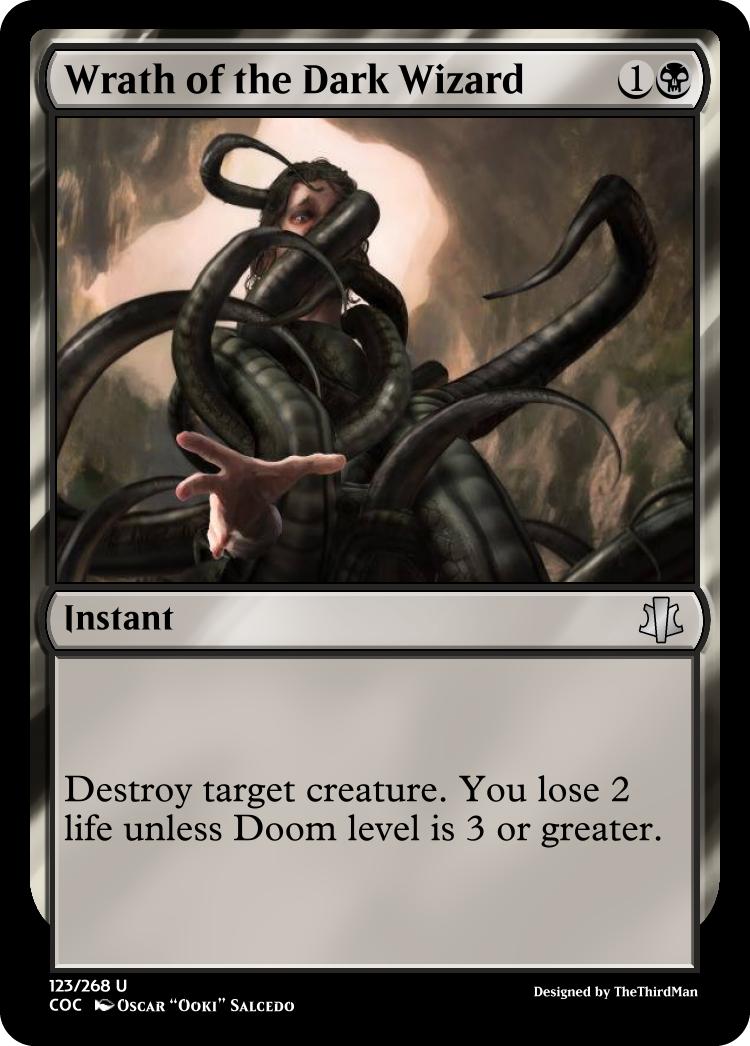 Wrath of the Dark Wizard 1
Instant
Destroy target creature. You lose 2
life unless Doom level is 3 or greater.
123/268 U
COC Oscar “Ooki” Salcedo
Designed by TheThirdMan